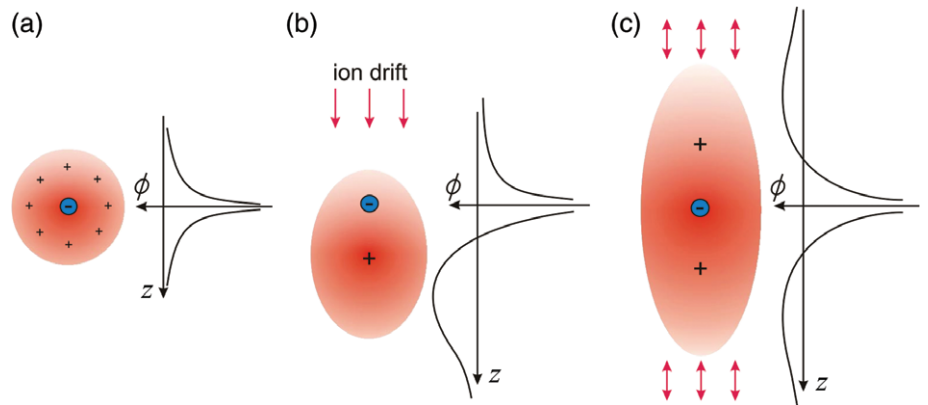 (a)
+
+ +
+ - +
+ +
+
ϕ
z
(b)
ion drift
-
+
ϕ
z
(c)
+
-
+
ϕ
z